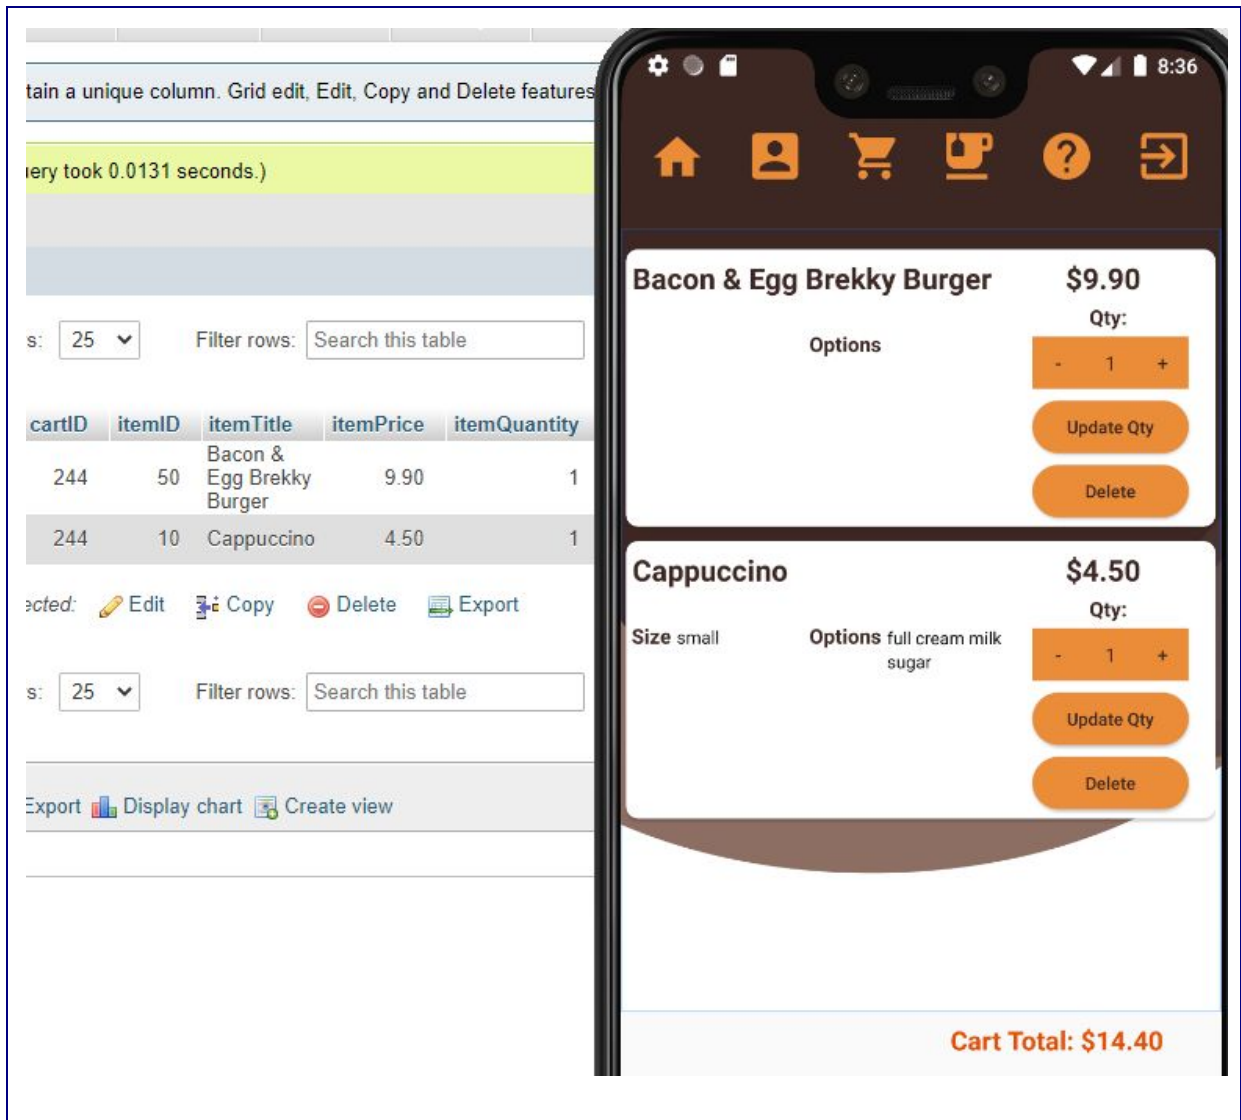 tain a unique column. Grid edit, Edit, Copy and Delete features
ery took 0.0131 seconds.)
s: 25 Filter rows: Search this table
cartID itemID itemTitle itemPrice itemQuantity
244 50 Bacon & Egg Brekky Burger 9.90 1
244 10 Cappuccino 4.50 1
ected: Edit Copy Delete Export
s: 25 Filter rows: Search this table
Export Display chart Create view
8:36
Bacon & Egg Brekky Burger $9.90
Qty:
Options
- 1 +
Update Qty
Delete
Cappuccino $4.50
Qty:
Size small Options full cream milk
sugar
- 1 +
Update Qty
Delete
Cart Total: $14.40